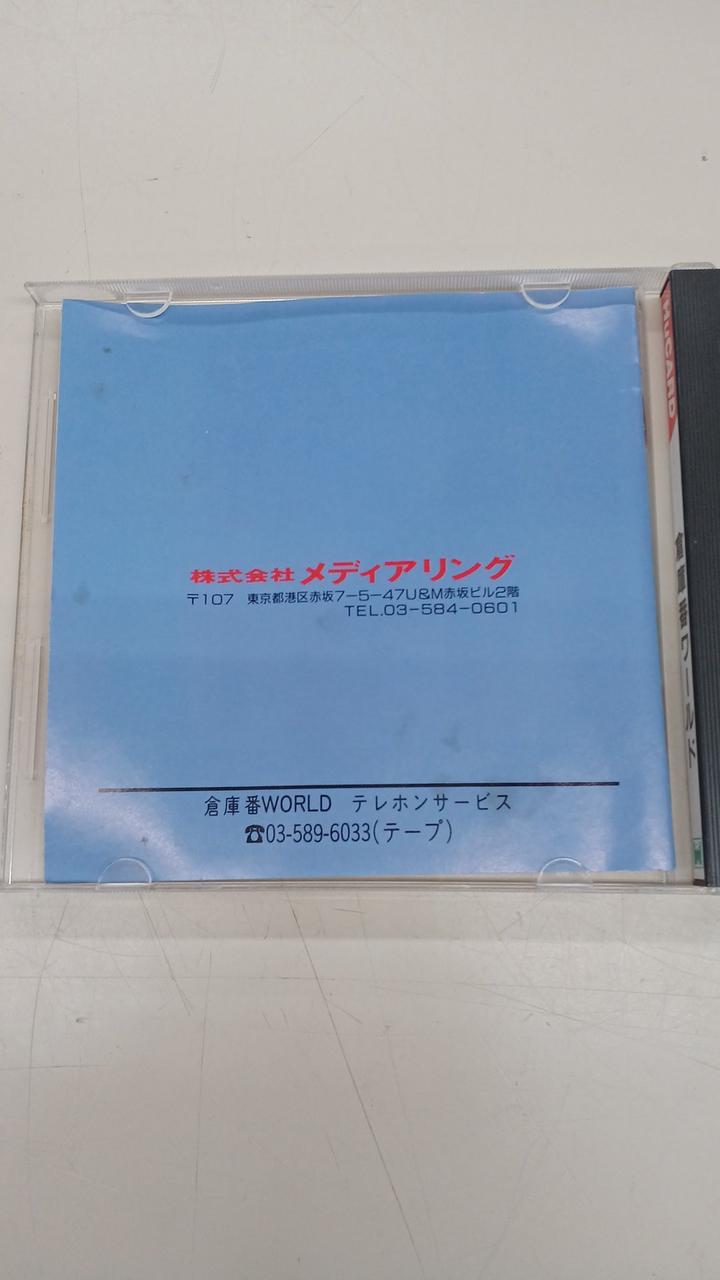 株式会社メディアリング
〒107 東京都港区赤坂7-5-47U&M赤坂ビル2階
TEL.03-584-0601
倉庫番WORLD テレホンサービス
☎03-589-6033(テープ)
HuCARD
倉庫番ワールド